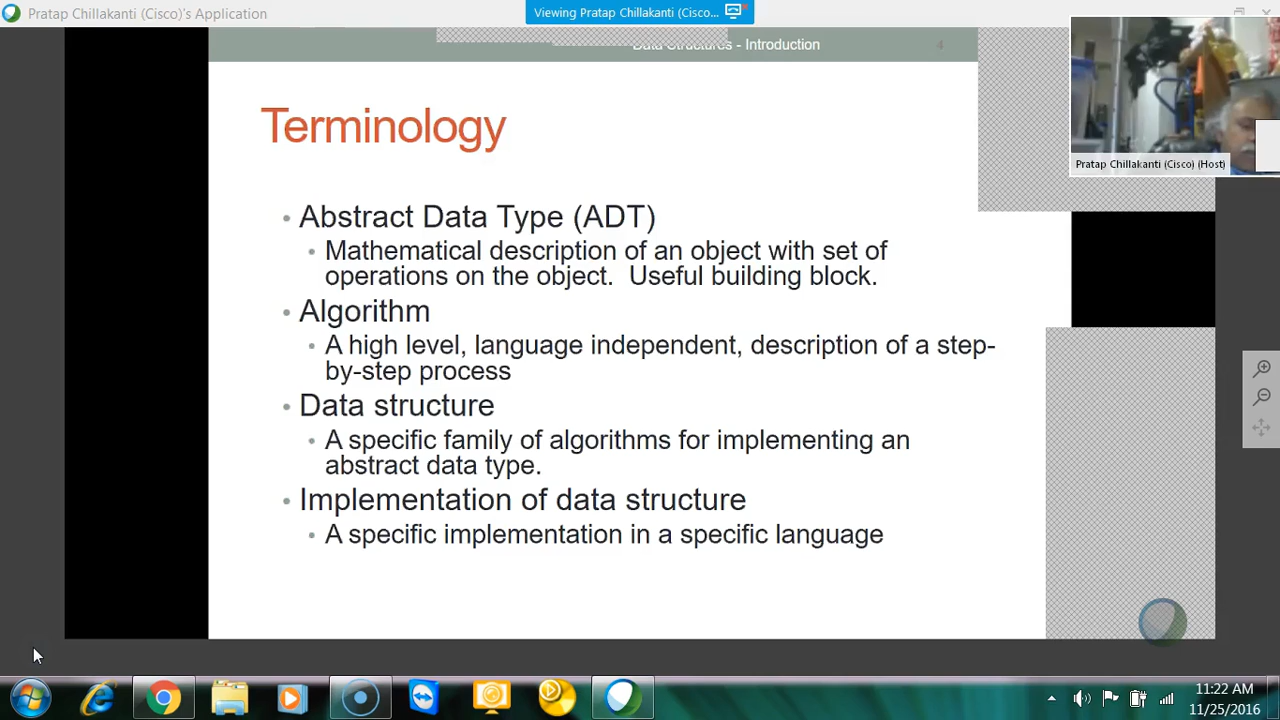 Pratap Chillakanti (Cisco)'s Application
Viewing Pratap Chillakanti (Cisco...
Data Structures - Introduction
4
Pratap Chillakanti (Cisco) (Host)
Terminology
• Abstract Data Type (ADT)
• Mathematical description of an object with set of
operations on the object.  Useful building block.
• Algorithm
• A high level, language independent, description of a step-
by-step process
• Data structure
• A specific family of algorithms for implementing an
abstract data type.
• Implementation of data structure
• A specific implementation in a specific language
11:22 AM
11/25/2016